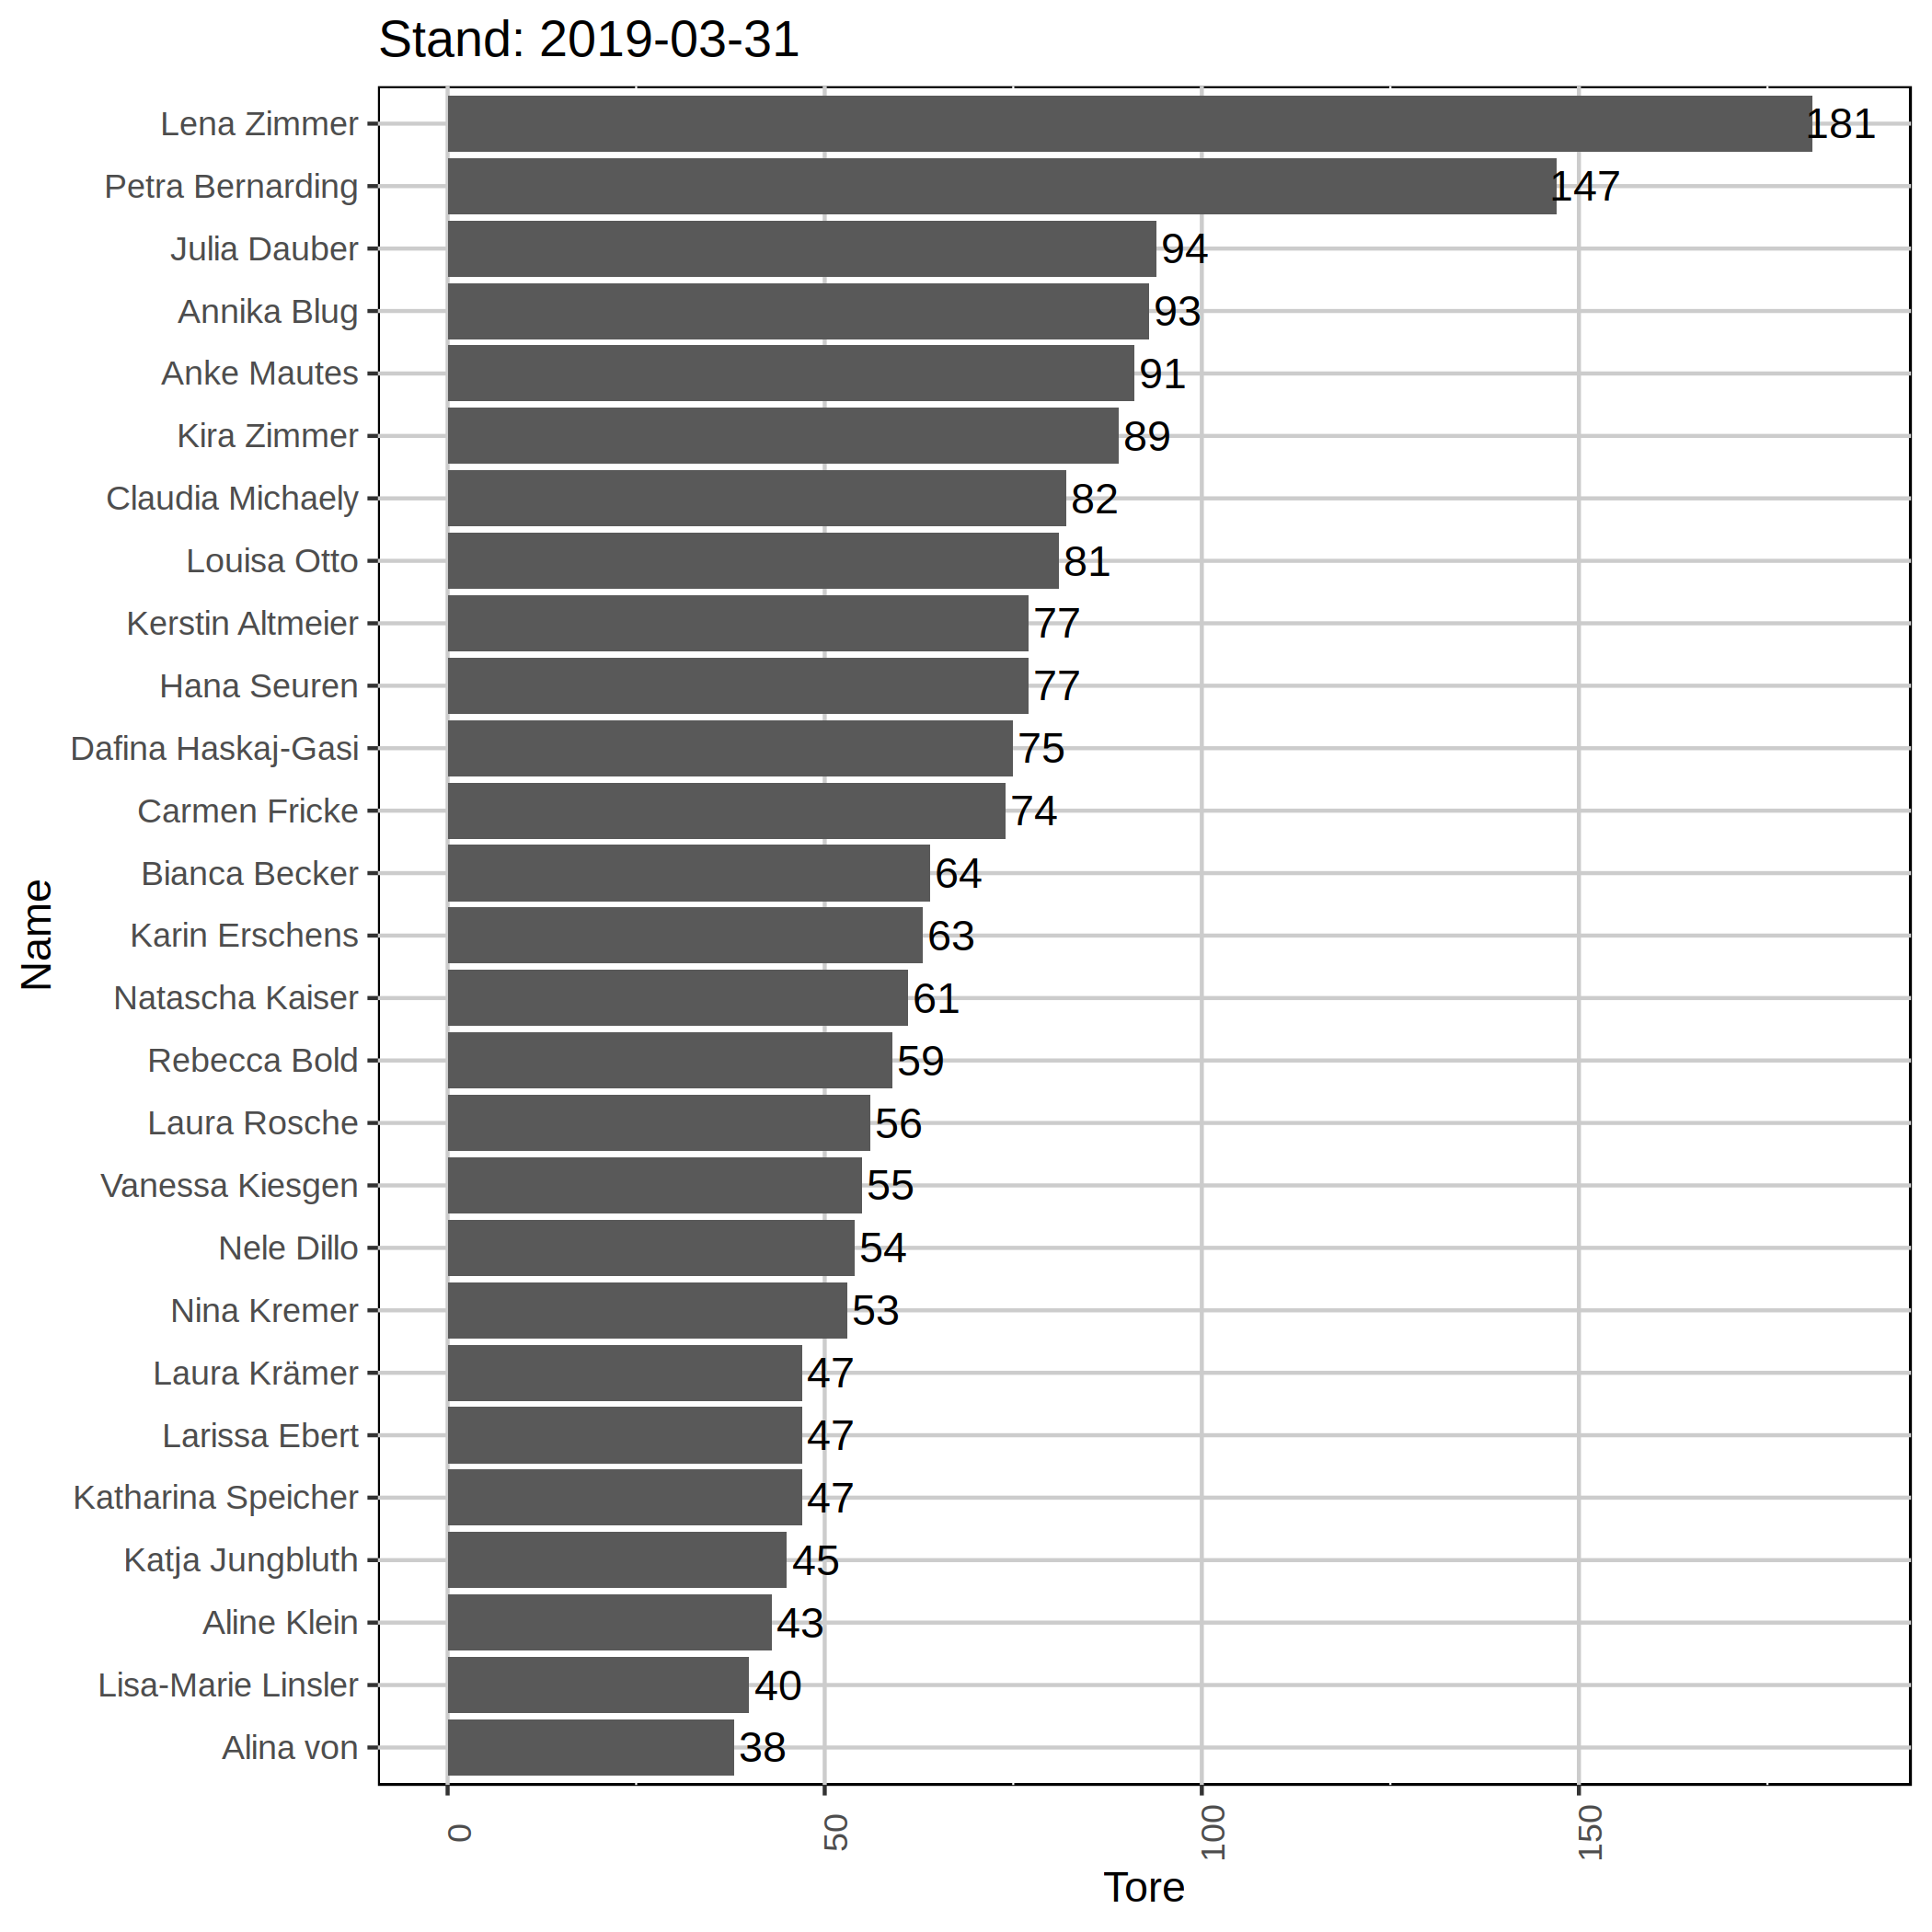 Stand: 2019-03-31
Lena Zimmer 181
Petra Bernarding 147
Julia Dauber 94
Annika Blug 93
Anke Mautes 91
Kira Zimmer 89
Claudia Michaely 82
Louisa Otto 81
Kerstin Altmeier 77
Hana Seuren 77
Dafina Haskaj-Gasi 75
Carmen Fricke 74
Bianca Becker 64
Karin Erschens 63
Natascha Kaiser 61
Rebecca Bold 59
Laura Rosche 56
Vanessa Kiesgen 55
Nele Dillo 54
Nina Kremer 53
Laura Krämer 47
Larissa Ebert 47
Katharina Speicher 47
Katja Jungbluth 45
Aline Klein 43
Lisa-Marie Linsler 40
Alina von 38
Name
0 50 100 150
Tore